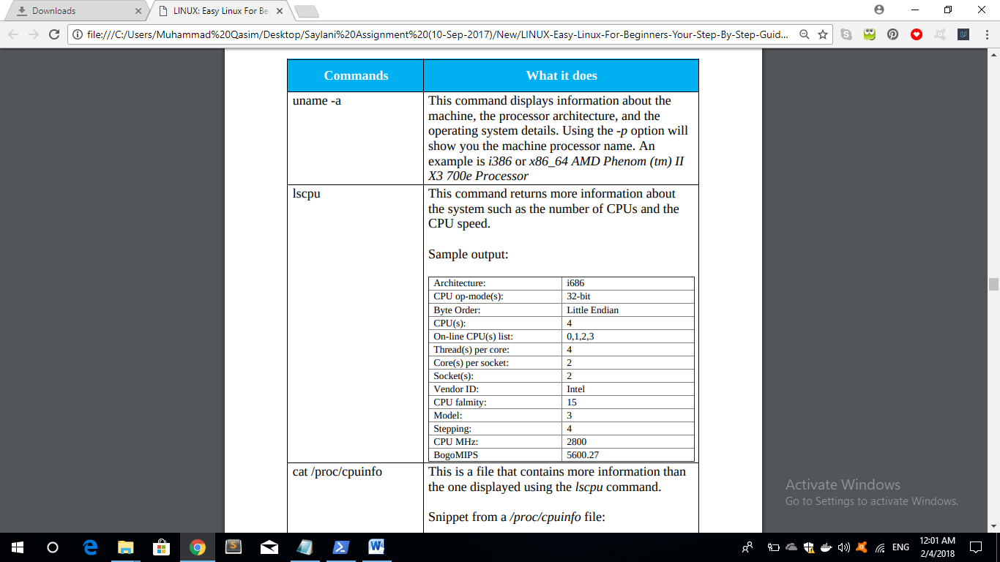 Downloads
LINUX: Easy Linux For Be
file:///C:/Users/Muhammad%20Qasim/Desktop/Saylani%20Assignment%20(10-Sep-2017)/New/LINUX-Easy-Linux-For-Beginners-Your-Step-By-Step-Guid...
Commands What it does
uname -a
This command displays information about the
machine, the processor architecture, and the
operating system details. Using the -p option will
show you the machine processor name. An
example is i386 or x86_64 AMD Phenom (tm) II
X3 700e Processor
lscpu
This command returns more information about
the system such as the number of CPUs and the
CPU speed.
Sample output:
Architecture: i686
CPU op-mode(s): 32-bit
Byte Order: Little Endian
CPU(s): 4
On-line CPU(s) list: 0,1,2,3
Thread(s) per core: 4
Core(s) per socket: 2
Socket(s): 2
Vendor ID: Intel
CPU falmity: 15
Model: 3
Stepping: 4
CPU MHz: 2800
BogoMIPS 5600.27
cat /proc/cpuinfo
This is a file that contains more information than
the one displayed using the lscpu command.
Snippet from a /proc/cpuinfo file:
Activate Windows
Go to Settings to activate Windows.
ENG
12:01 AM
2/4/2018